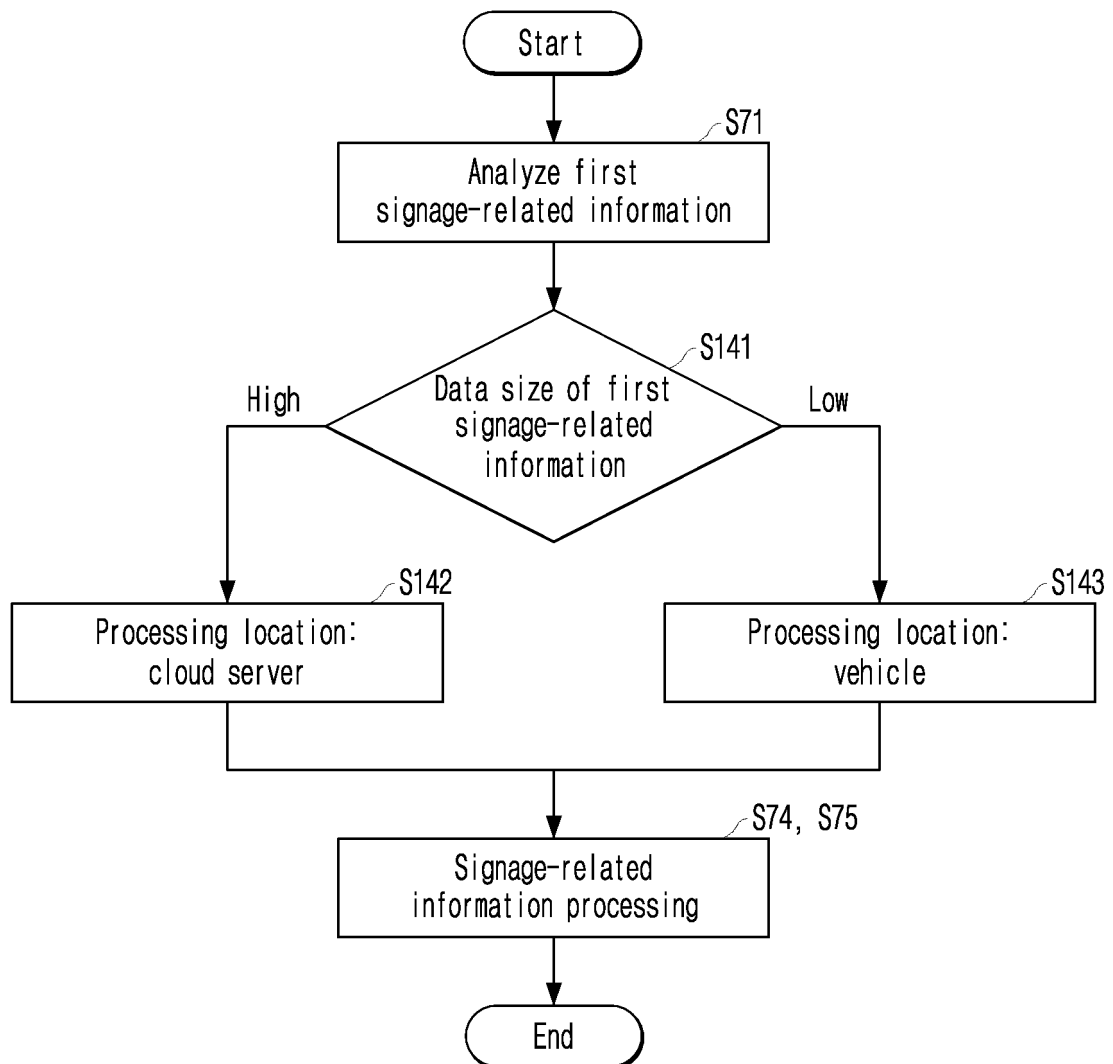 Start
S71
Analyze first
signage-related information
S141
Data size of first
signage-related
information
High
Low
S142
Processing location:
cloud server
S143
Processing location:
vehicle
S74, S75
Signage-related
information processing
End